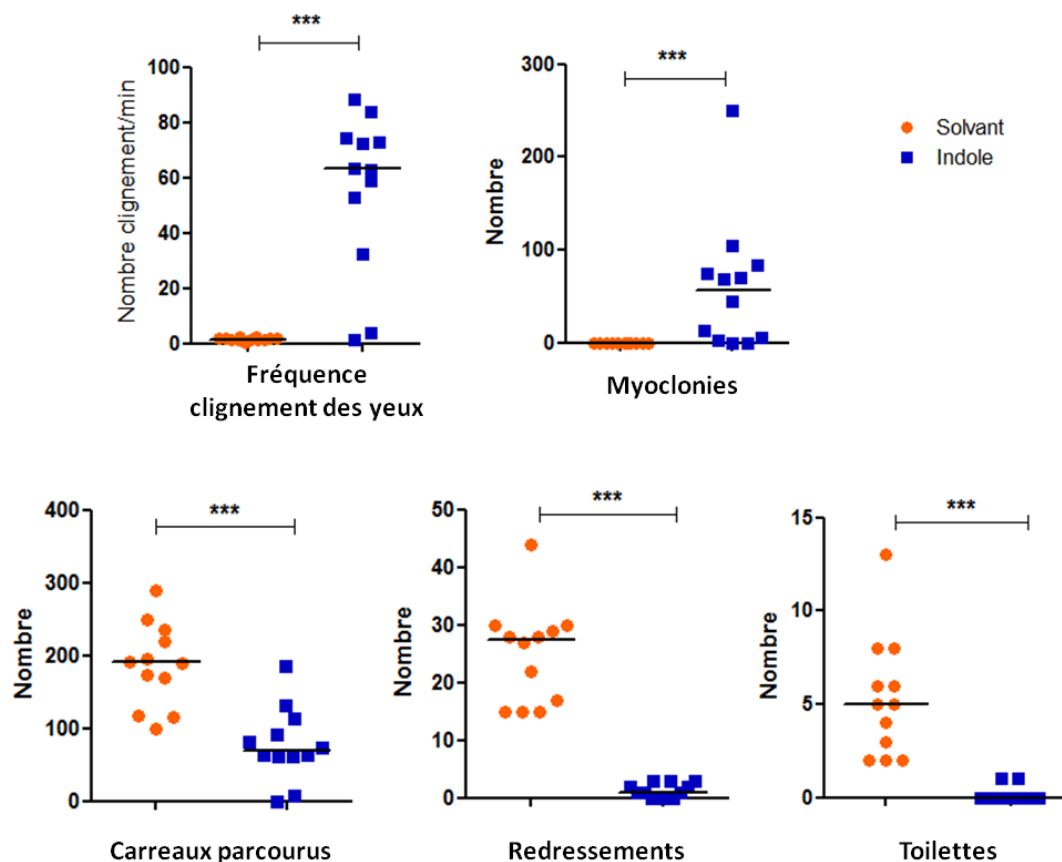 ***
Nombre clignement/min
100
80
60
40
20
0
Fréquence
clignement des yeux
***
Nombre
300
200
100
0
Myoclonies
Solvant
Indole
***
Nombre
400
300
200
100
0
Carreaux parcourus
***
Nombre
50
40
30
20
10
0
Redressements
***
Nombre
15
10
5
0
Toilettes